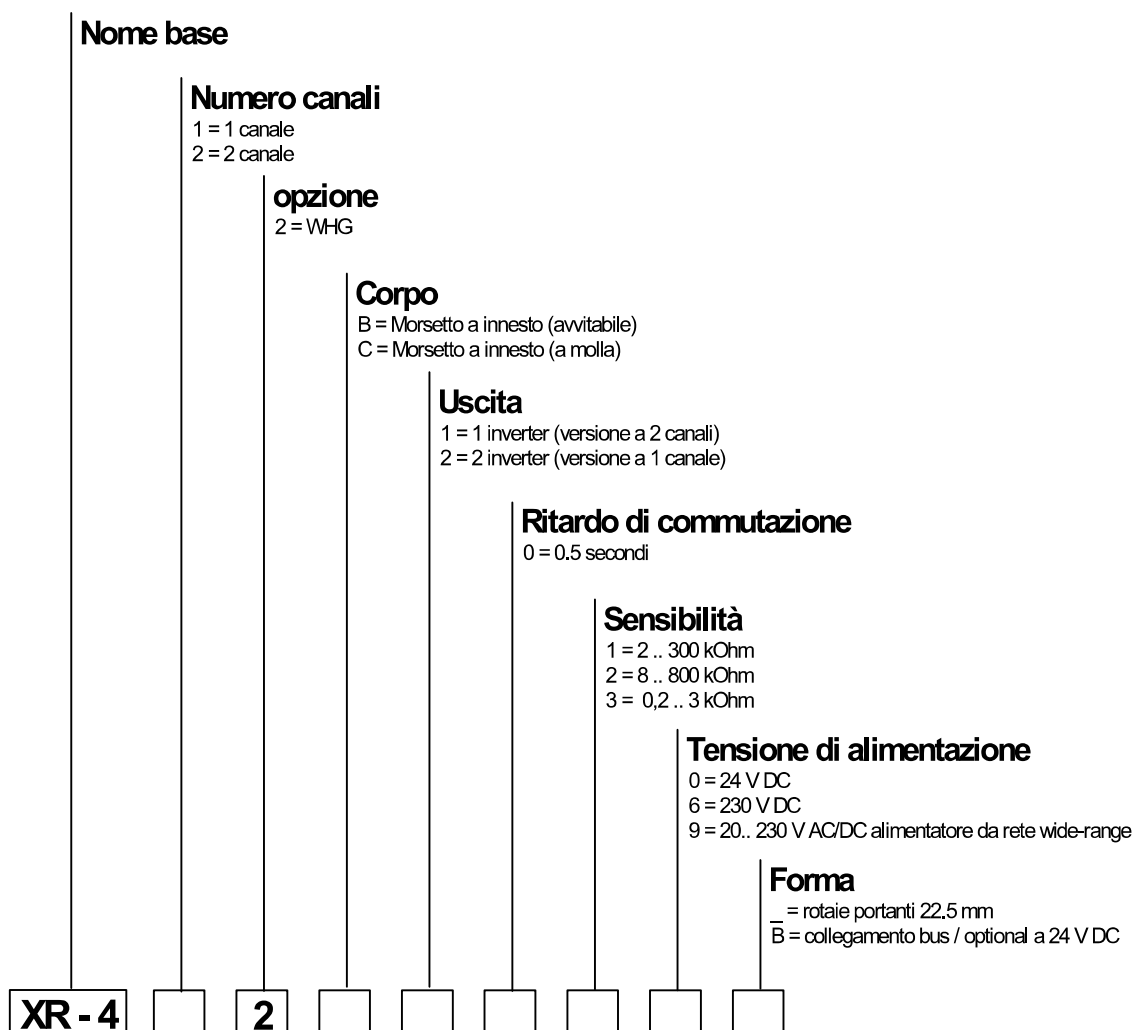 Nome base
Numero canali
1 = 1 canale
2 = 2 canale
opzione
2 = WHG
Corpo
B = Morsetto a innesto (avvitabile)
C = Morsetto a innesto (a molla)
Uscita
1 = 1 inverter (versione a 2 canali)
2 = 2 inverter (versione a 1 canale)
Ritardo di commutazione
0 = 0.5 secondi
Sensibilità
1 = 2 .. 300 kOhm
2 = 8 .. 800 kOhm
3 = 0,2 .. 3 kOhm
Tensione di alimentazione
0 = 24 V DC
6 = 230 V DC
9 = 20.. 230 V AC/DC alimentatore da rete wide-range
Forma
_ = rotaie portanti 22.5 mm
B = collegamento bus / optional a 24 V DC
XR - 4 2